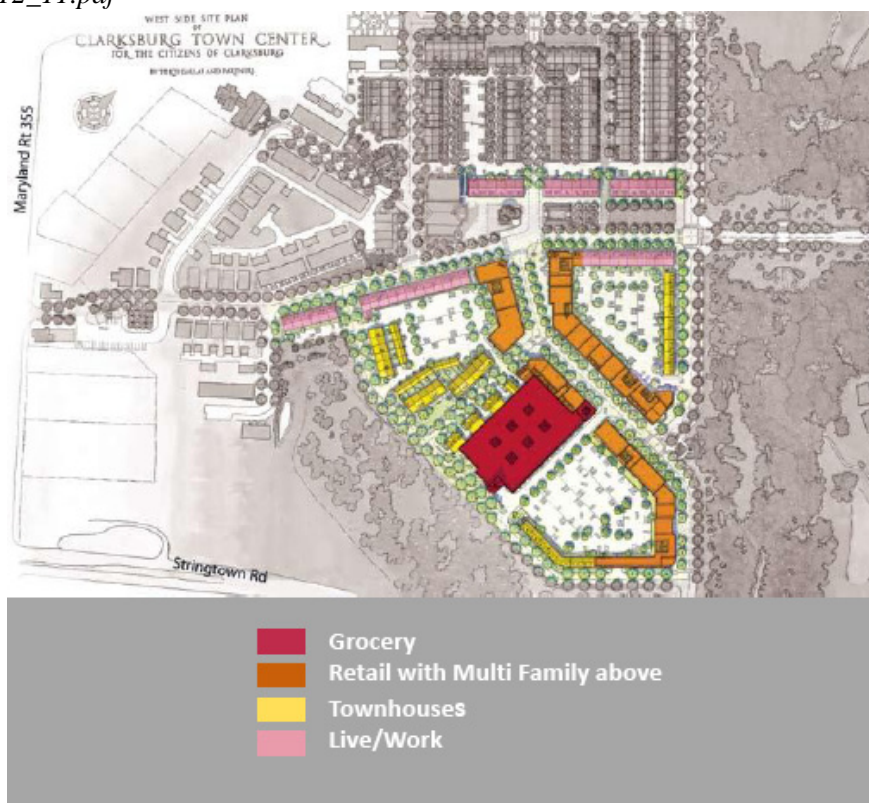 WEST SIDE SITE PLAN
OF
CLARKSBURG TOWN CENTER
FOR THE CITIZENS OF CLARKSBURG
Maryland Rt 355
Stringtown Rd
Grocery
Retail with Multi Family above
Townhouses
Live/Work